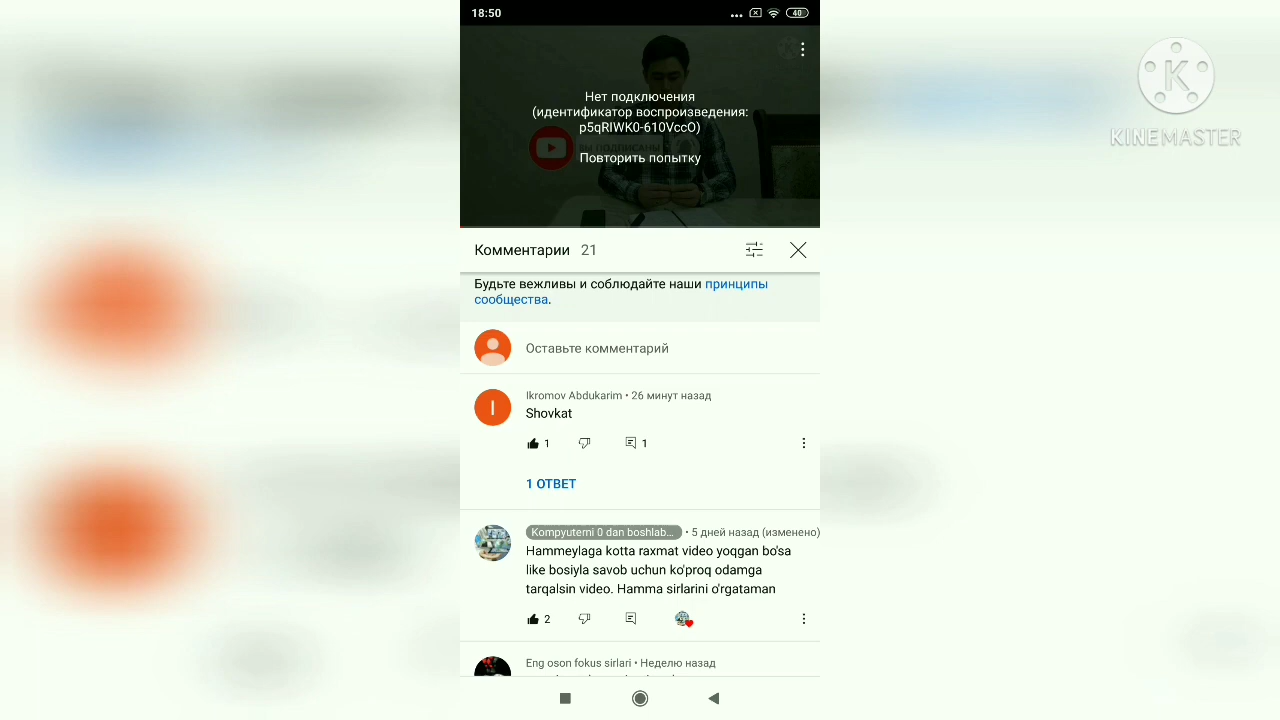 18:50
40
Нет подключения
(идентификатор воспроизведения:
p5qRIWK0-610VccO)
ВЫ ПОДПИСАНЫ
Повторить попытку
K
KINEMASTER
Комментарии 21
Будьте вежливы и соблюдайте наши принципы
сообщества.
Оставьте комментарий
I
Ikromov Abdukarim • 26 минут назад
Shovkat
1 1
1 ОТВЕТ
Kompyuterni 0 dan boshlab... • 5 дней назад (изменено)
Hammeylaga kotta raxmat video yoqgan bo'sa
like bosiyla savob uchun ko'proq odamga
tarqalsin video. Hamma sirlarini o'rgataman
2
Eng oson fokus sirlari • Неделю назад